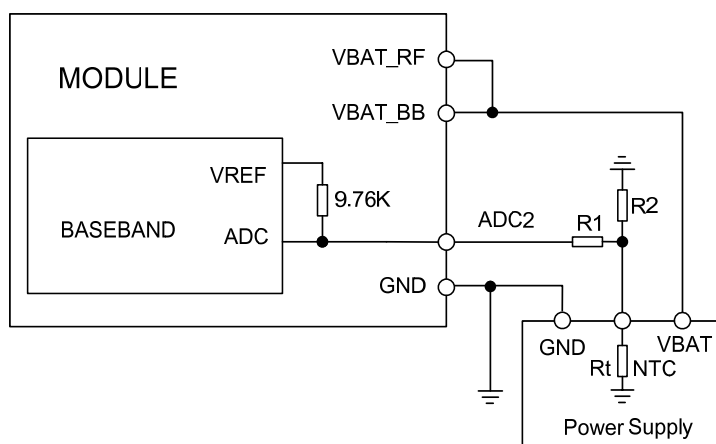 VBAT_RF
MODULE
VBAT_BB
VREF
9.76K
R2
ADC2
R1
BASEBAND
ADC
GND
GND
VBAT
Rt
NTC
Power Supply